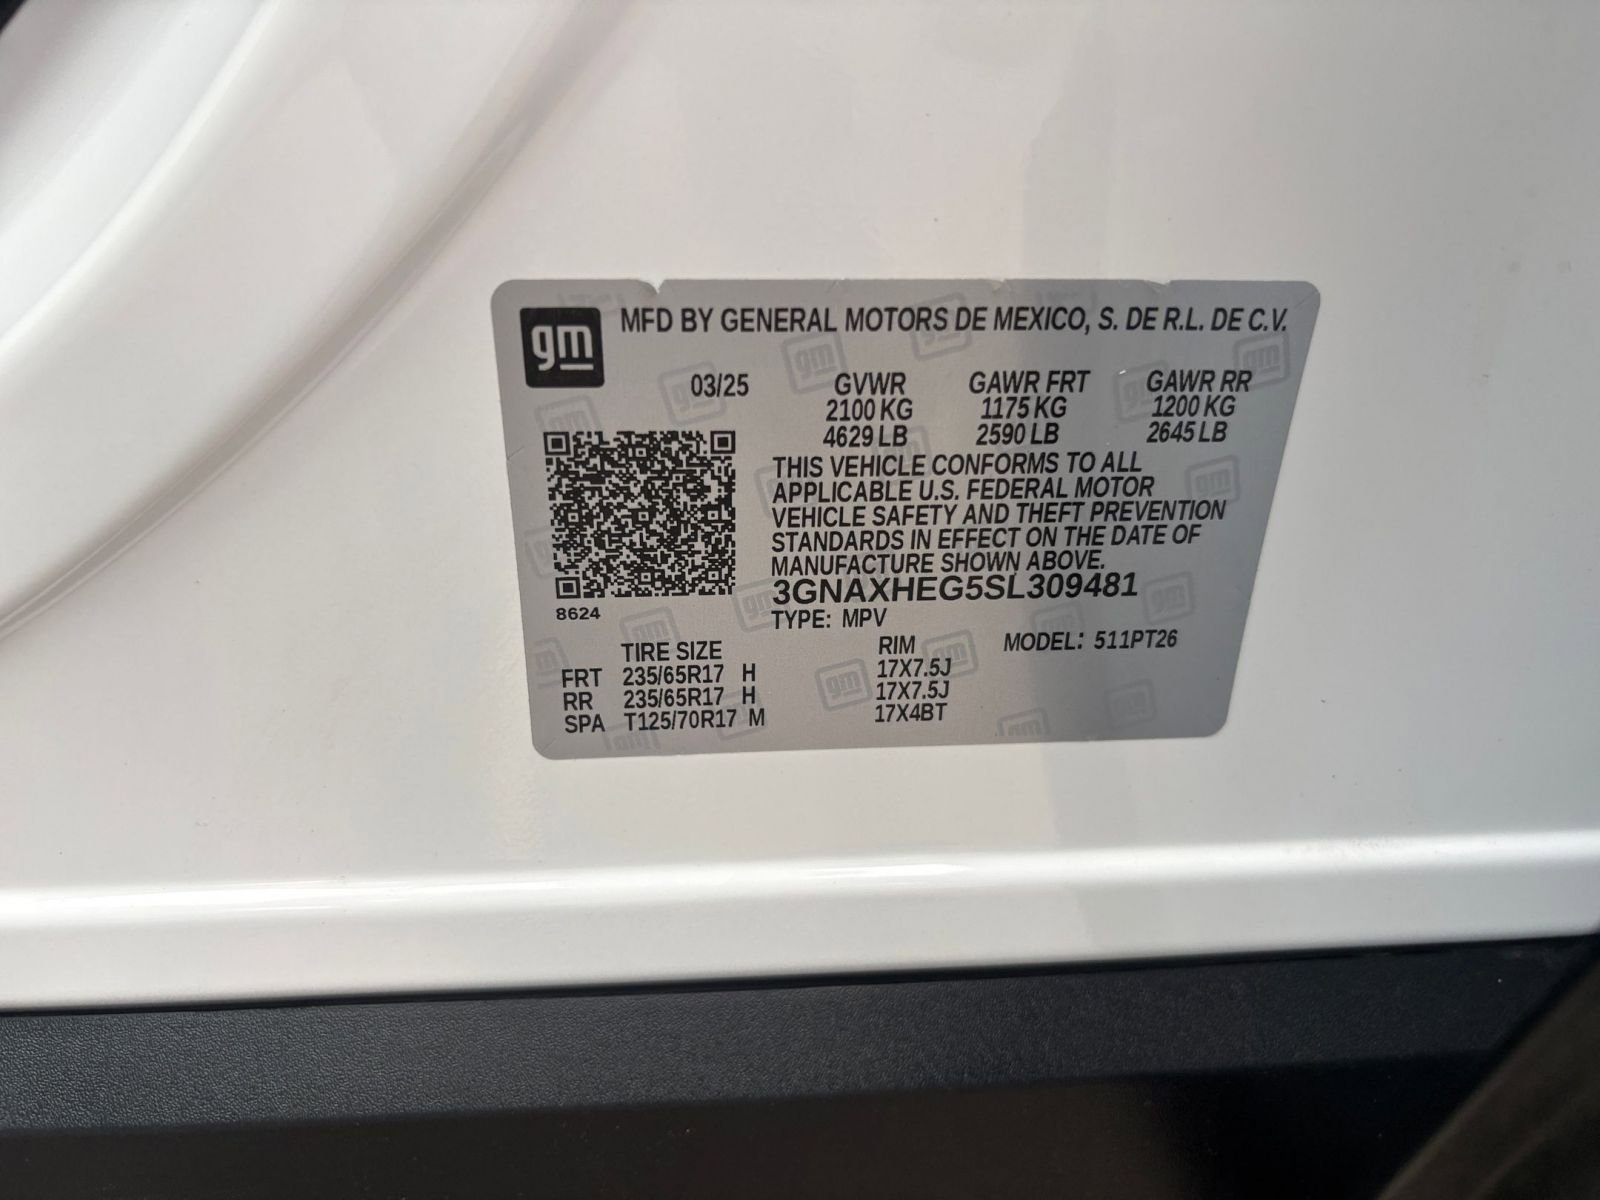 gm MFD BY GENERAL MOTORS DE MEXICO, S. DE R.L. DE C.V.
03/25 GVWR GAWR FRT GAWR RR
2100 KG 1175 KG 1200 KG
4629 LB 2590 LB 2645 LB
THIS VEHICLE CONFORMS TO ALL
APPLICABLE U.S. FEDERAL MOTOR
VEHICLE SAFETY AND THEFT PREVENTION
STANDARDS IN EFFECT ON THE DATE OF
MANUFACTURE SHOWN ABOVE.
3GNAXHEG5SL309481
8624
TYPE: MPV
TIRE SIZE RIM MODEL: 511PT26
FRT 235/65R17 H 17X7.5J
RR 235/65R17 H 17X7.5J
SPA T125/70R17 M 17X4BT